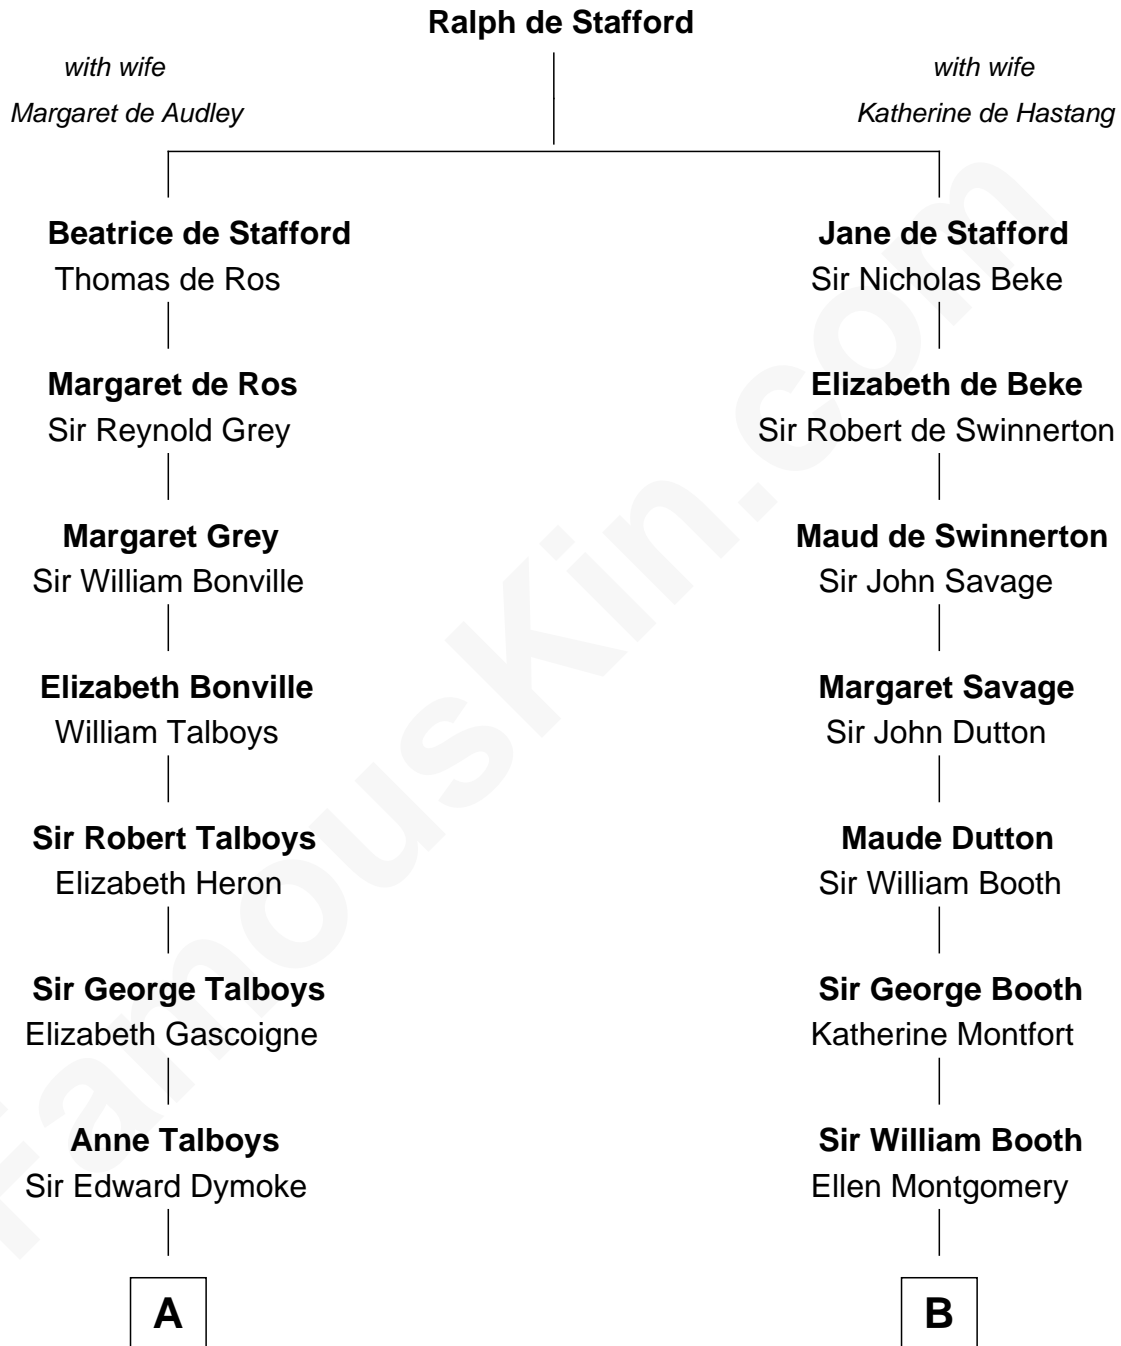 Ralph de Stafford
with wife
Margaret de Audley
with wife
Katherine de Hastang
Beatrice de Stafford
Thomas de Ros
Jane de Stafford
Sir Nicholas Beke
Margaret de Ros
Sir Reynold Grey
Elizabeth de Beke
Sir Robert de Swinnerton
Margaret Grey
Sir William Bonville
Maud de Swinnerton
Sir John Savage
Elizabeth Bonville
William Talboys
Margaret Savage
Sir John Dutton
Sir Robert Talboys
Elizabeth Heron
Maude Dutton
Sir William Booth
Sir George Talboys
Elizabeth Gascoigne
Sir George Booth
Katherine Montfort
Anne Talboys
Sir Edward Dymoke
Sir William Booth
Ellen Montgomery
A
B
FamousKin.com